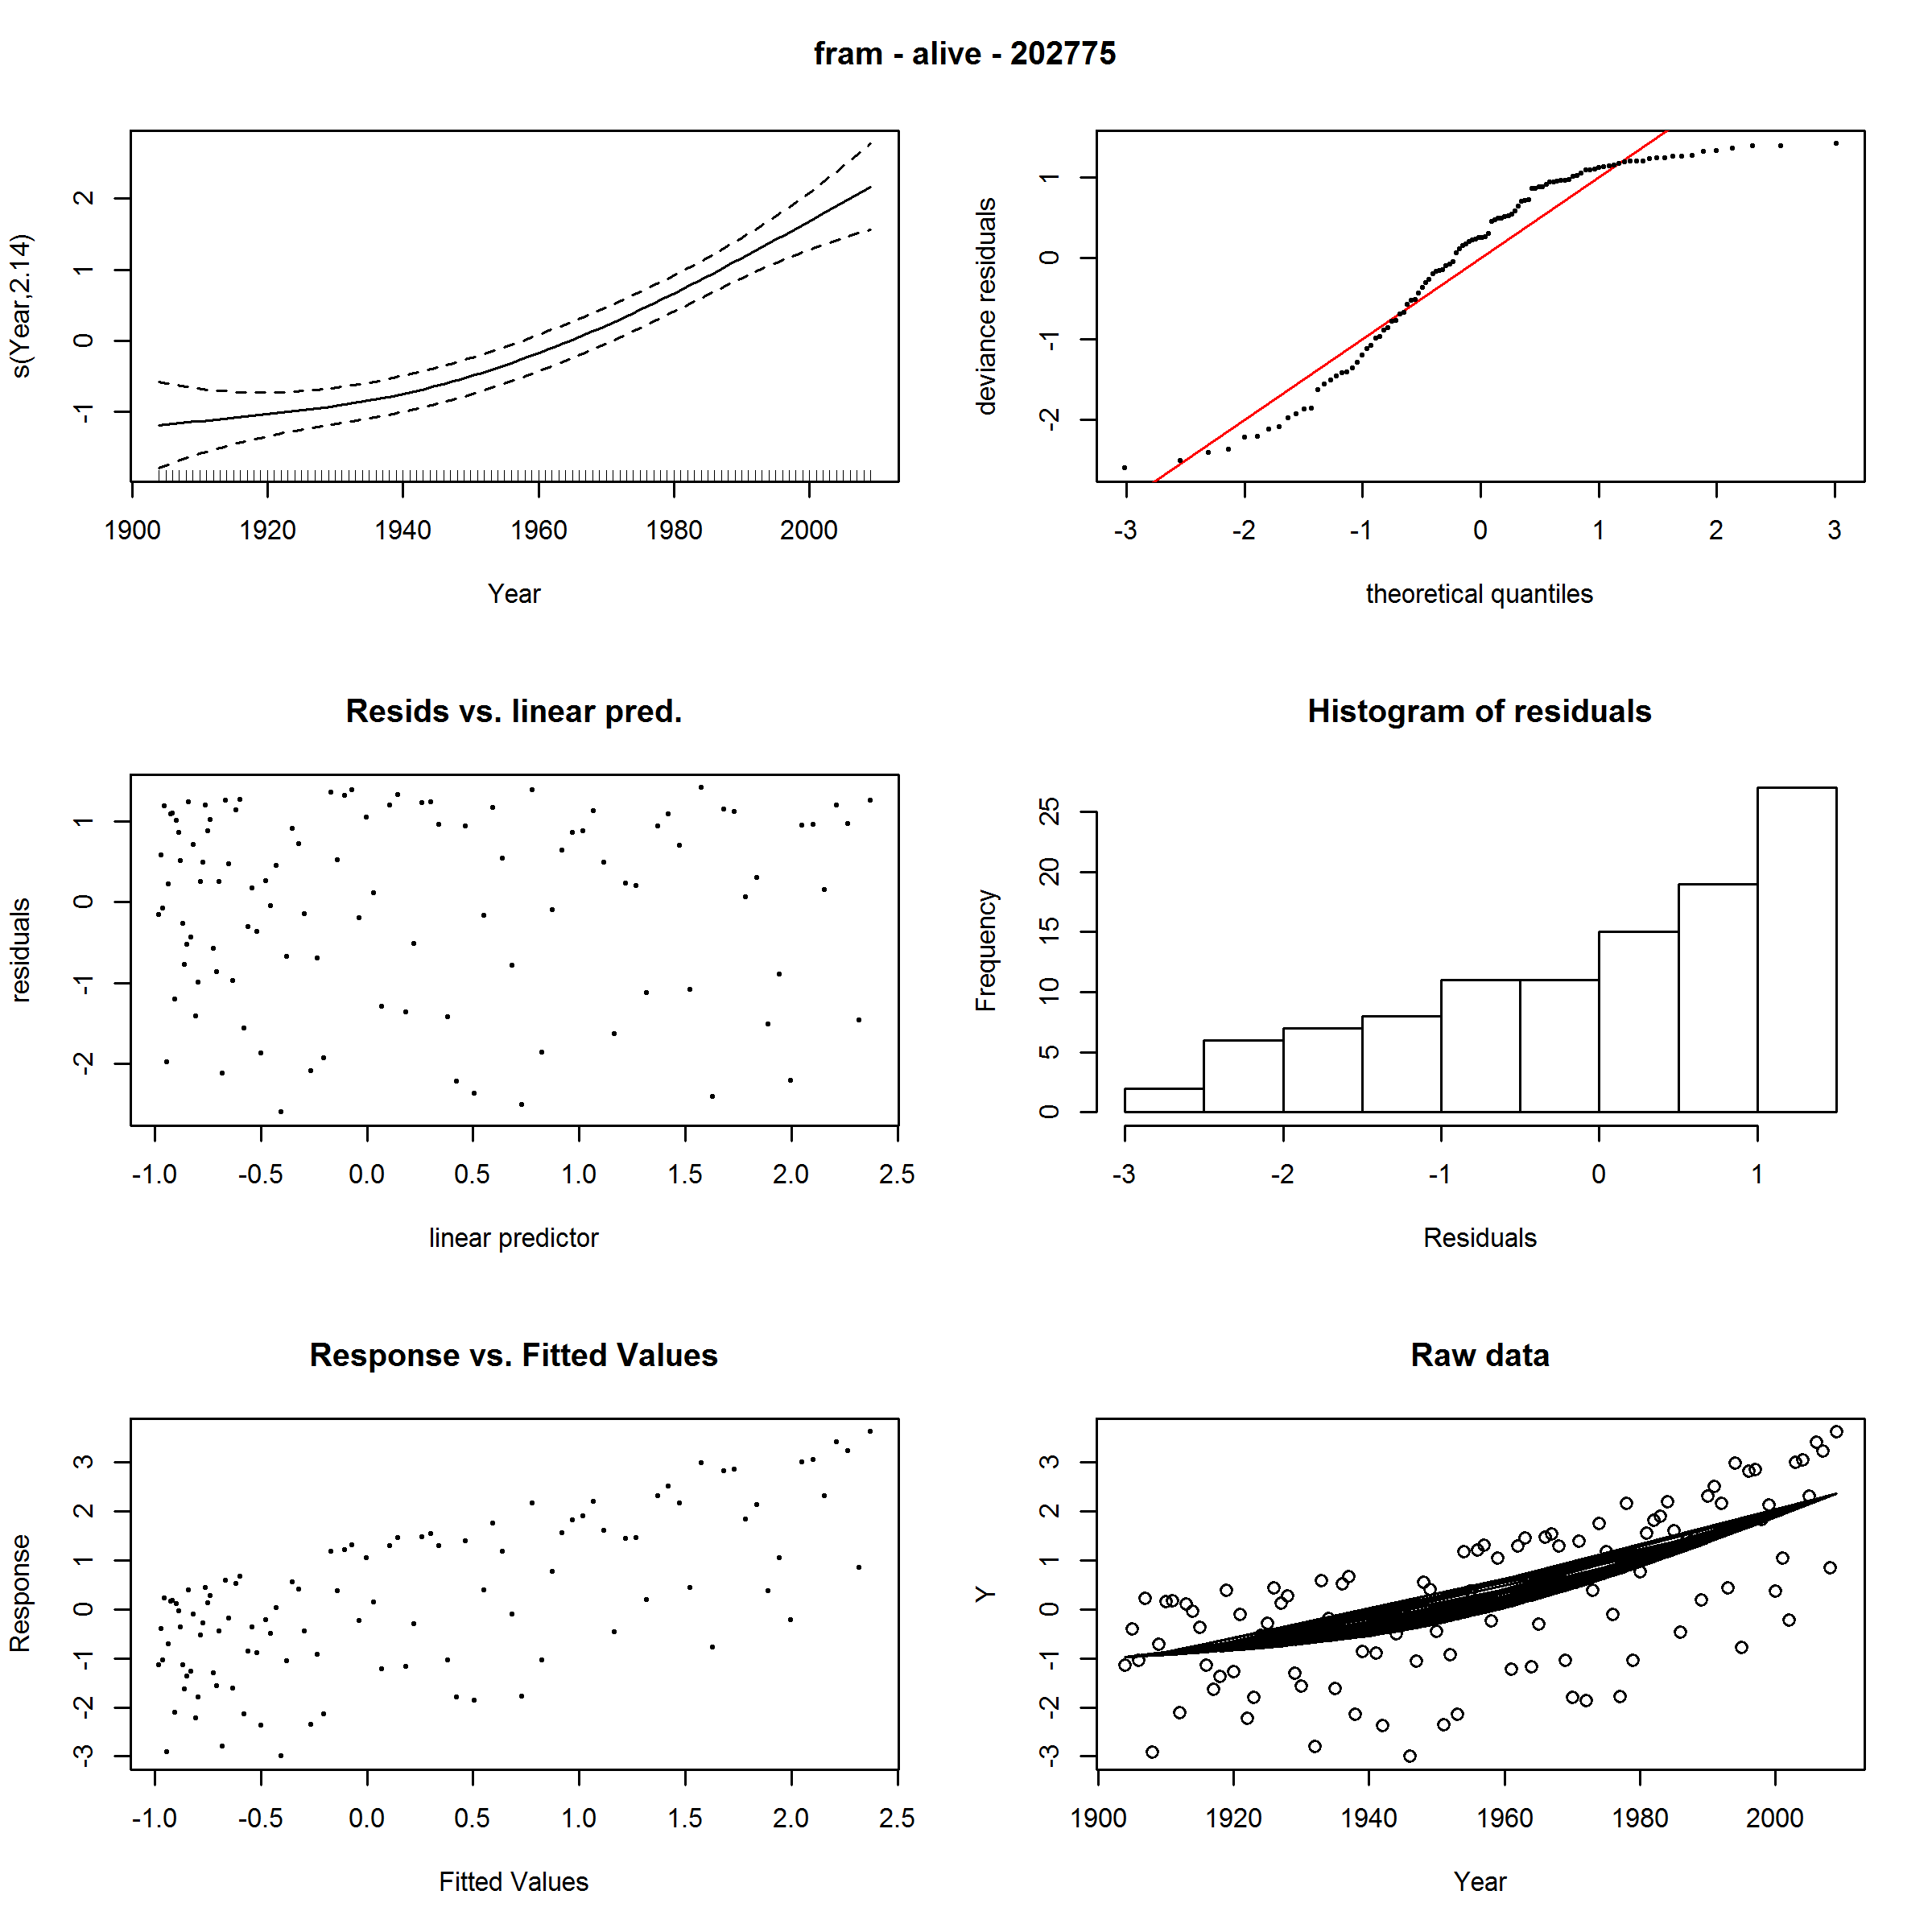 fram - alive - 202775
s(Year,2.14)
2
1
0
-1
1900 1920 1940 1960 1980 2000
Year
deviance residuals
1
0
-1
-2
-3 -2 -1 0 1 2 3
theoretical quantiles
Resids vs. linear pred.
residuals
1
0
-1
-2
-1.0 -0.5 0.0 0.5 1.0 1.5 2.0 2.5
linear predictor
Histogram of residuals
Frequency
25
20
15
10
5
0
-3 -2 -1 0 1
Residuals
Response vs. Fitted Values
Response
3
2
1
0
-1
-2
-3
-1.0 -0.5 0.0 0.5 1.0 1.5 2.0 2.5
Fitted Values
Raw data
Y
3
2
1
0
-1
-2
-3
1900 1920 1940 1960 1980 2000
Year